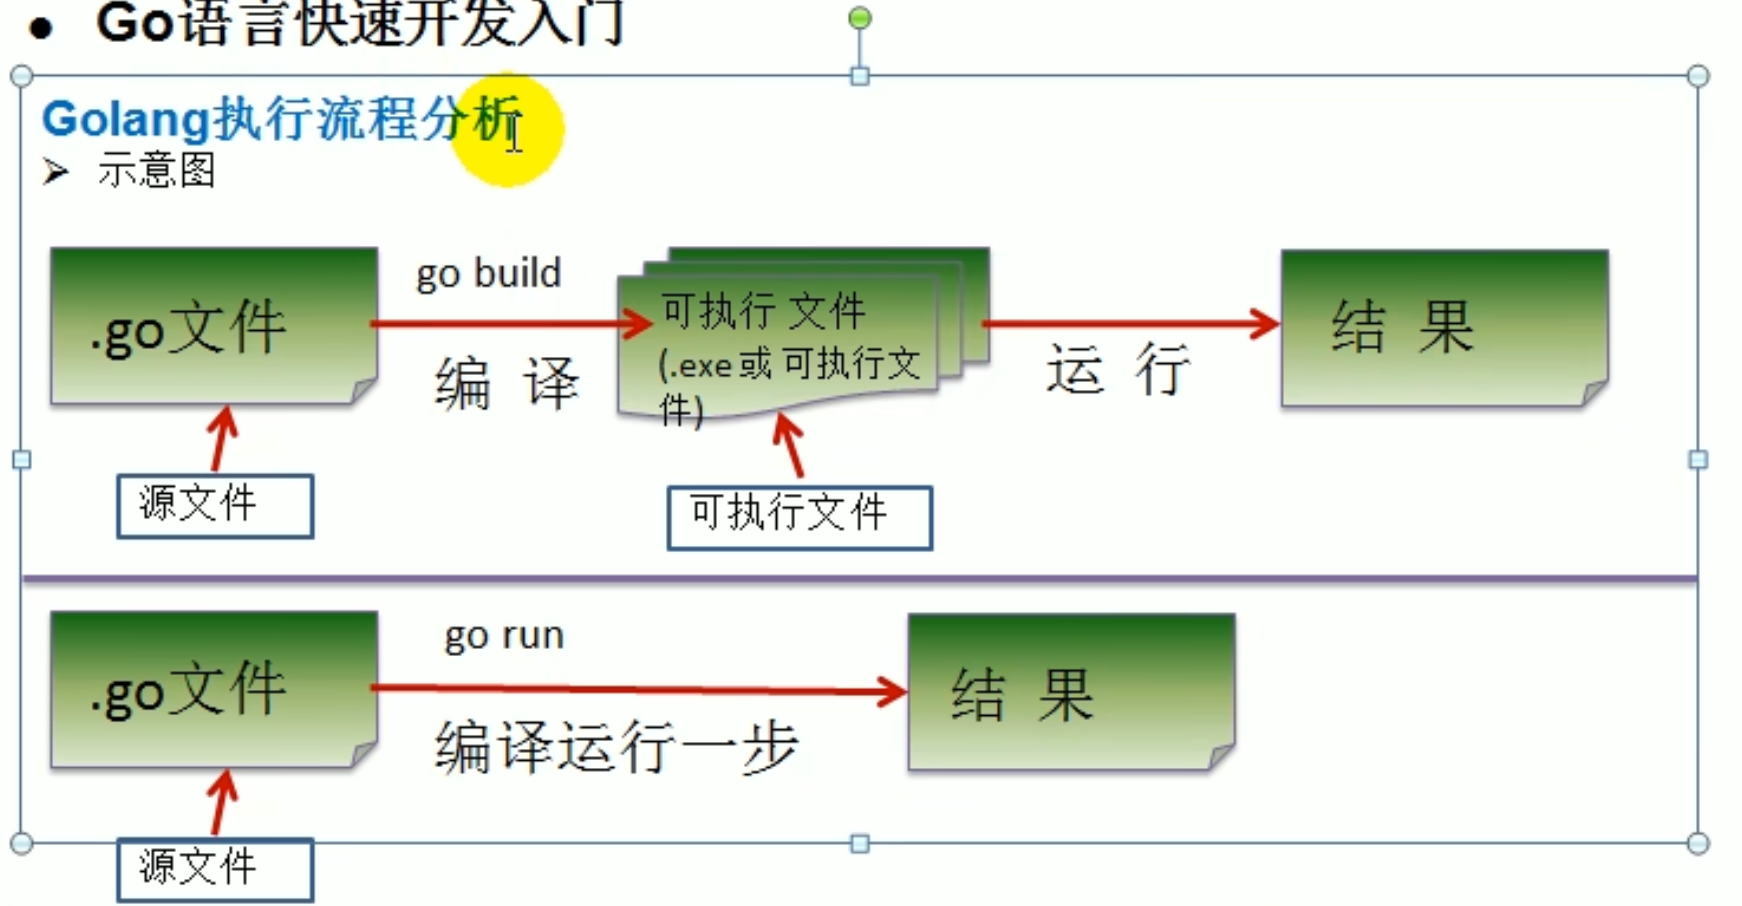 ● Go语言快速开发入门
Golang执行流程分析
➢ 示意图
.go文件
go build
编 译
可执行 文件
(.exe或 可执行文
件)
运 行
结 果
源文件
可执行文件
.go文件
go run
编译运行一步
结 果
源文件